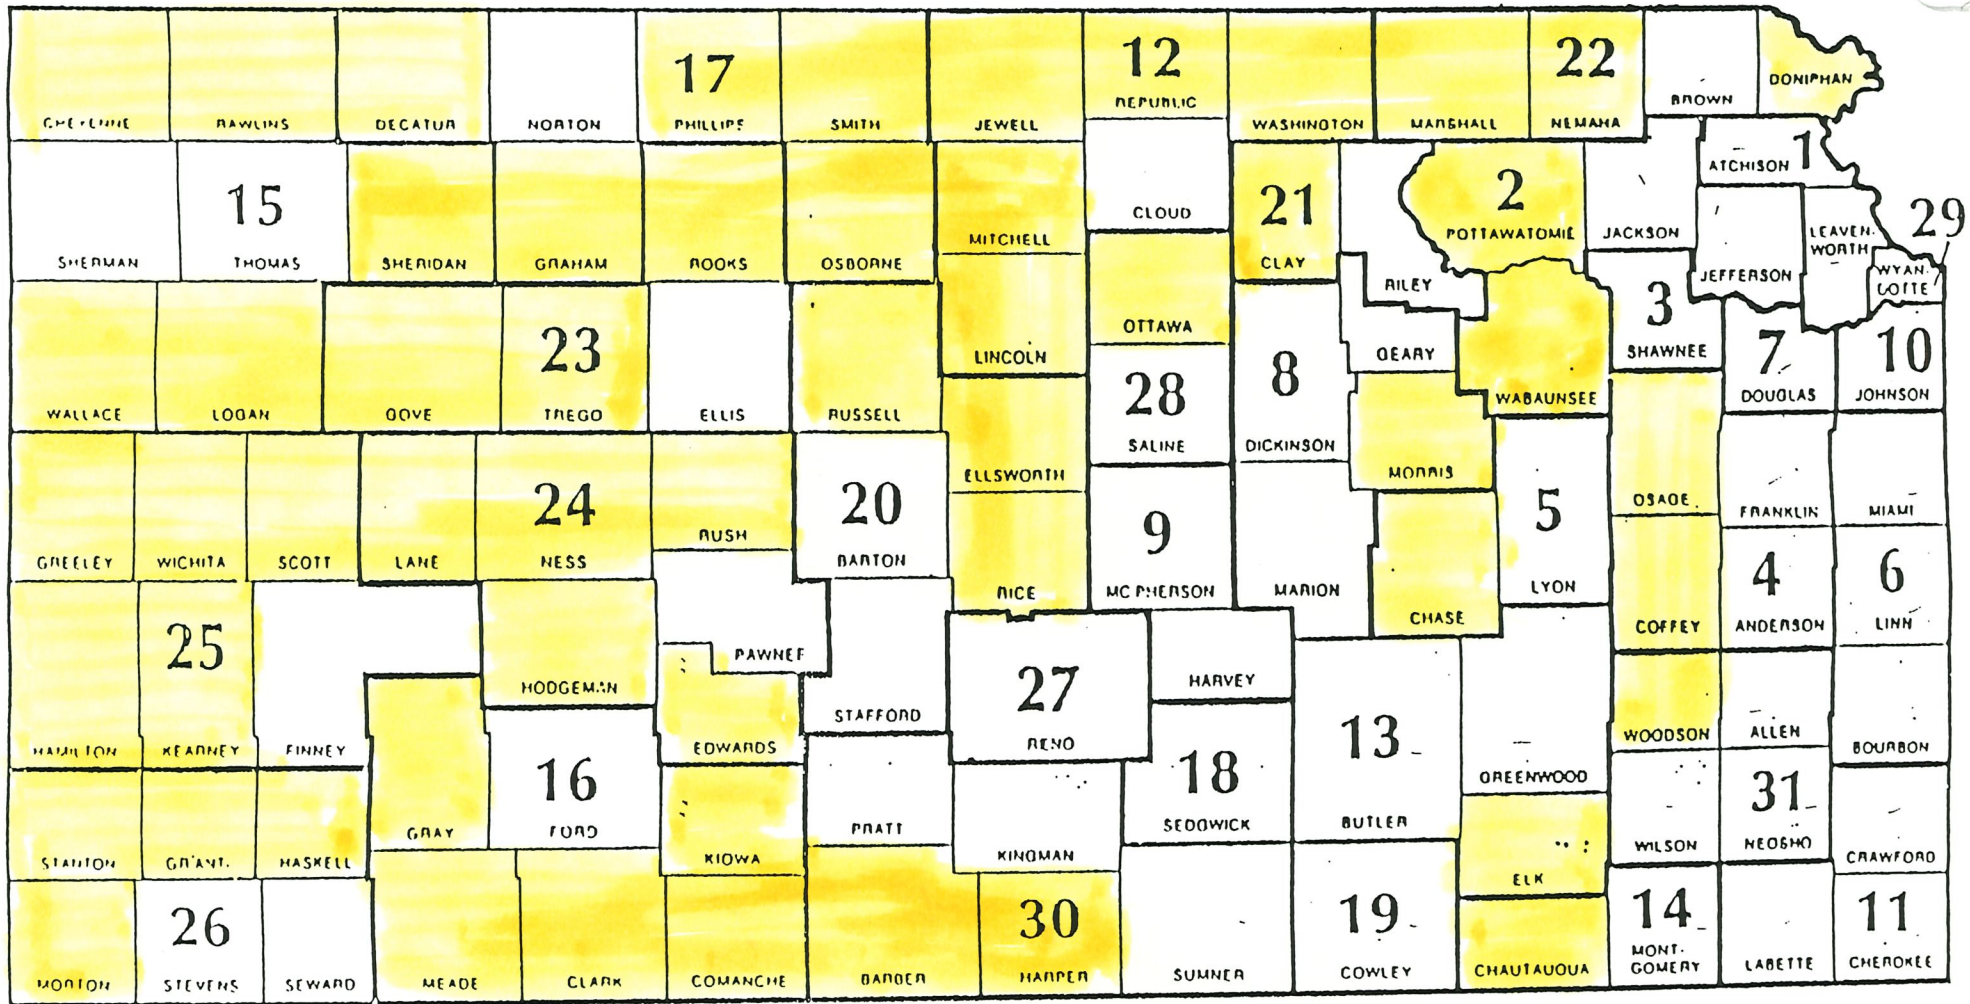 17
12
22
CHEYENNE
RAWLINS
DECATUR
NORTON
PHILLIPS
SMITH
JEWELL
REPUBLIC
WASHINGTON
MARSHALL
NEMAHA
BROWN
DONIPHAN
15
21
2
ATCHISON 1
SHERMAN
THOMAS
SHERIDAN
GRAHAM
ROOKS
OSBORNE
MITCHELL
CLOUD
CLAY
RILEY
POTTAWATOMIE
JACKSON
JEFFERSON
LEAVEN-
WORTH
29
WYAN-
DOTTE
23
28
8
3
7
10
WALLACE
LOGAN
GOVE
TREGO
ELLIS
RUSSELL
LINCOLN
OTTAWA
SALINE
DICKINSON
GEARY
WABAUNSEE
SHAWNEE
DOUGLAS
JOHNSON
24
20
9
5
4
6
GREELEY
WICHITA
SCOTT
LANE
NESS
RUSH
BARTON
ELLSWORTH
RICE
MC PHERSON
MARION
MORRIS
CHASE
LYON
OSAGE
COFFEY
FRANKLIN
ANDERSON
MIAMI
LINN
25
27
13
HAMILTON
KEARNEY
FINNEY
HODGEMAN
PAWNEE
EDWARDS
STAFFORD
RENO
HARVEY
GREENWOOD
WOODSON
ALLEN
BOURBON
16
18
31
STANTON
GRANT
HASKELL
GRAY
FORD
KIOWA
PRATT
KINGMAN
SEDGWICK
BUTLER
ELK
WILSON
NEOSHO
CRAWFORD
26
30
19
14
11
MORTON
STEVENS
SEWARD
MEADE
CLARK
COMANCHE
BARBER
HARPER
SUMNER
COWLEY
CHAUTAUQUA
MONT-
GOMERY
LABETTE
CHEROKEE